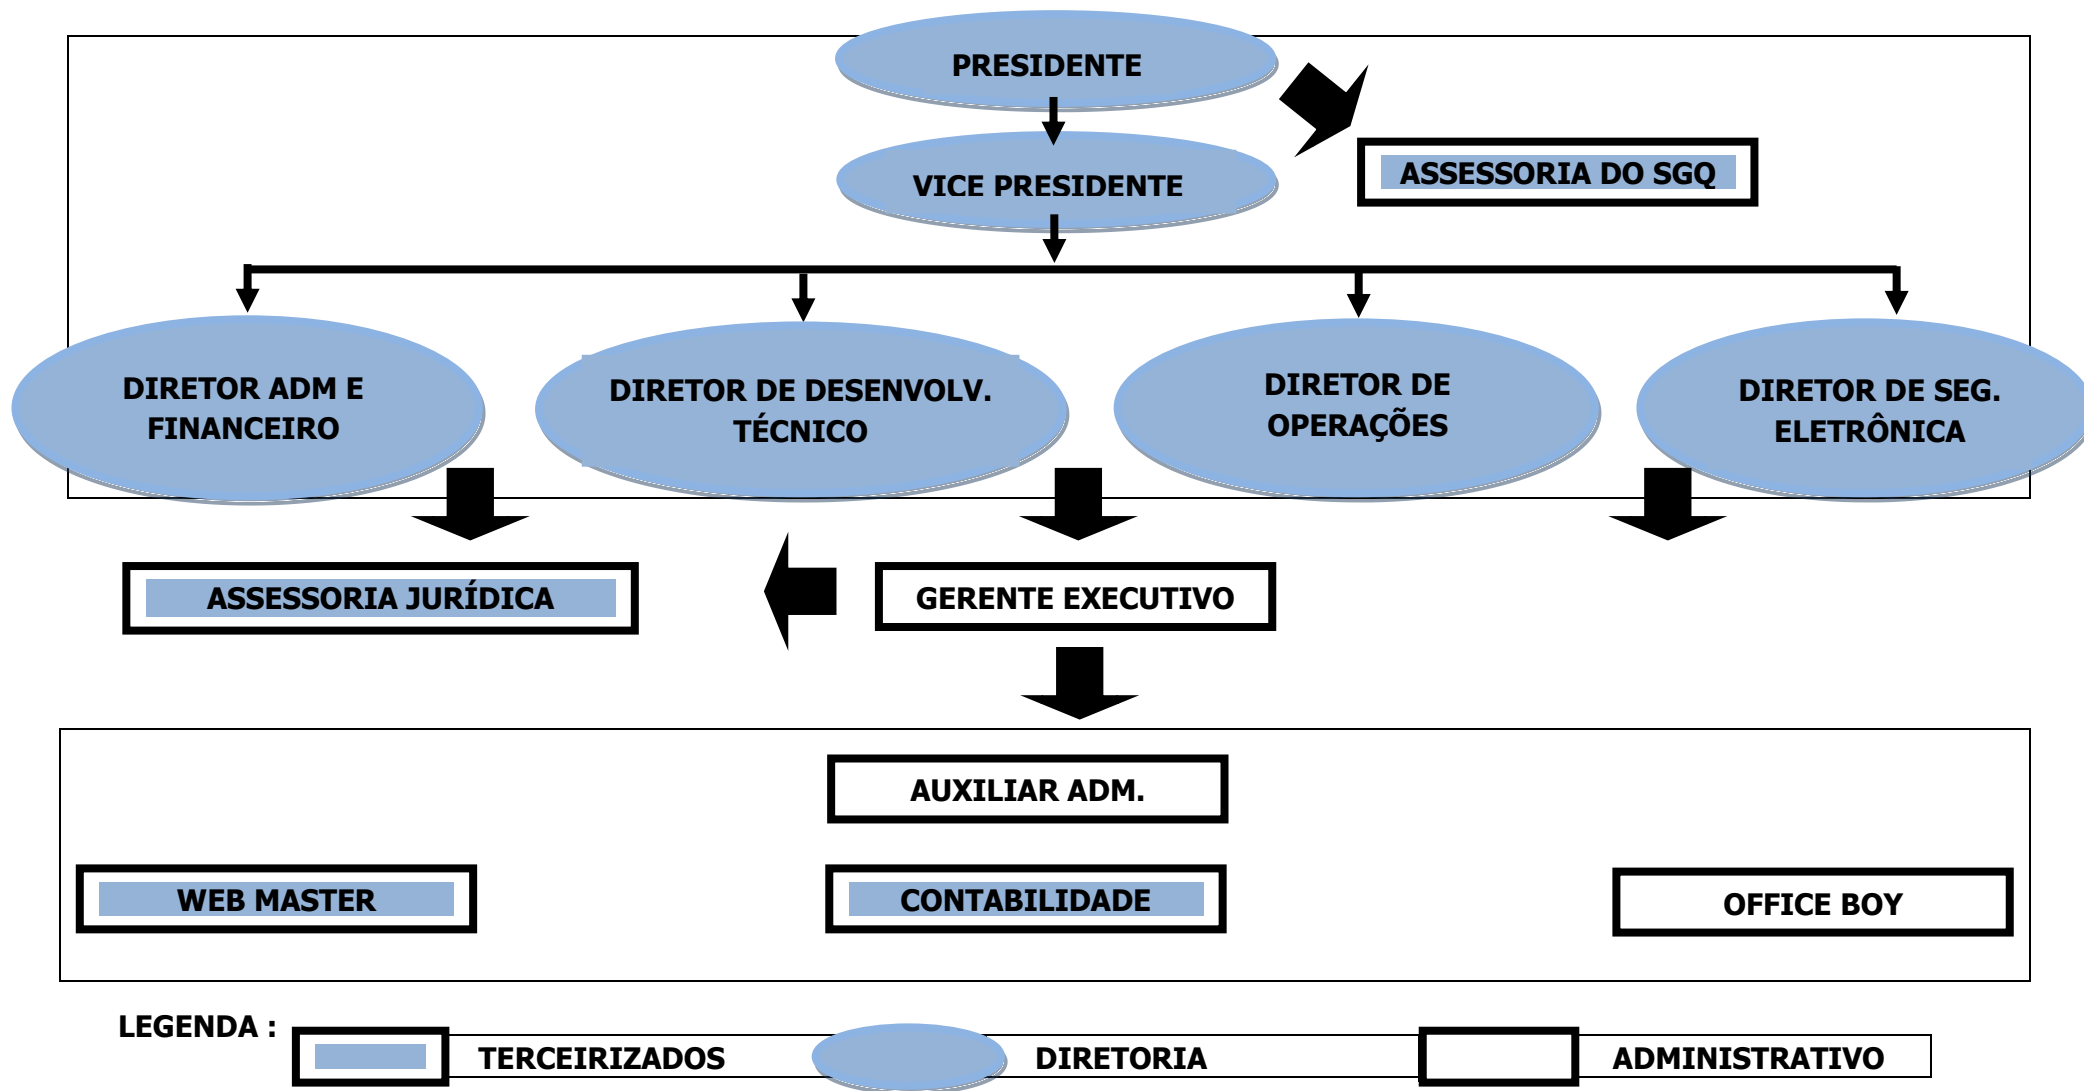 PRESIDENTE
VICE PRESIDENTE
ASSESSORIA DO SGQ
DIRETOR ADM E
FINANCEIRO
DIRETOR DE DESENVOLV.
TÉCNICO
DIRETOR DE
OPERAÇÕES
DIRETOR DE SEG.
ELETRÔNICA
ASSESSORIA JURÍDICA
GERENTE EXECUTIVO
AUXILIAR ADM.
WEB MASTER
CONTABILIDADE
OFFICE BOY
LEGENDA :
TERCEIRIZADOS
DIRETORIA
ADMINISTRATIVO